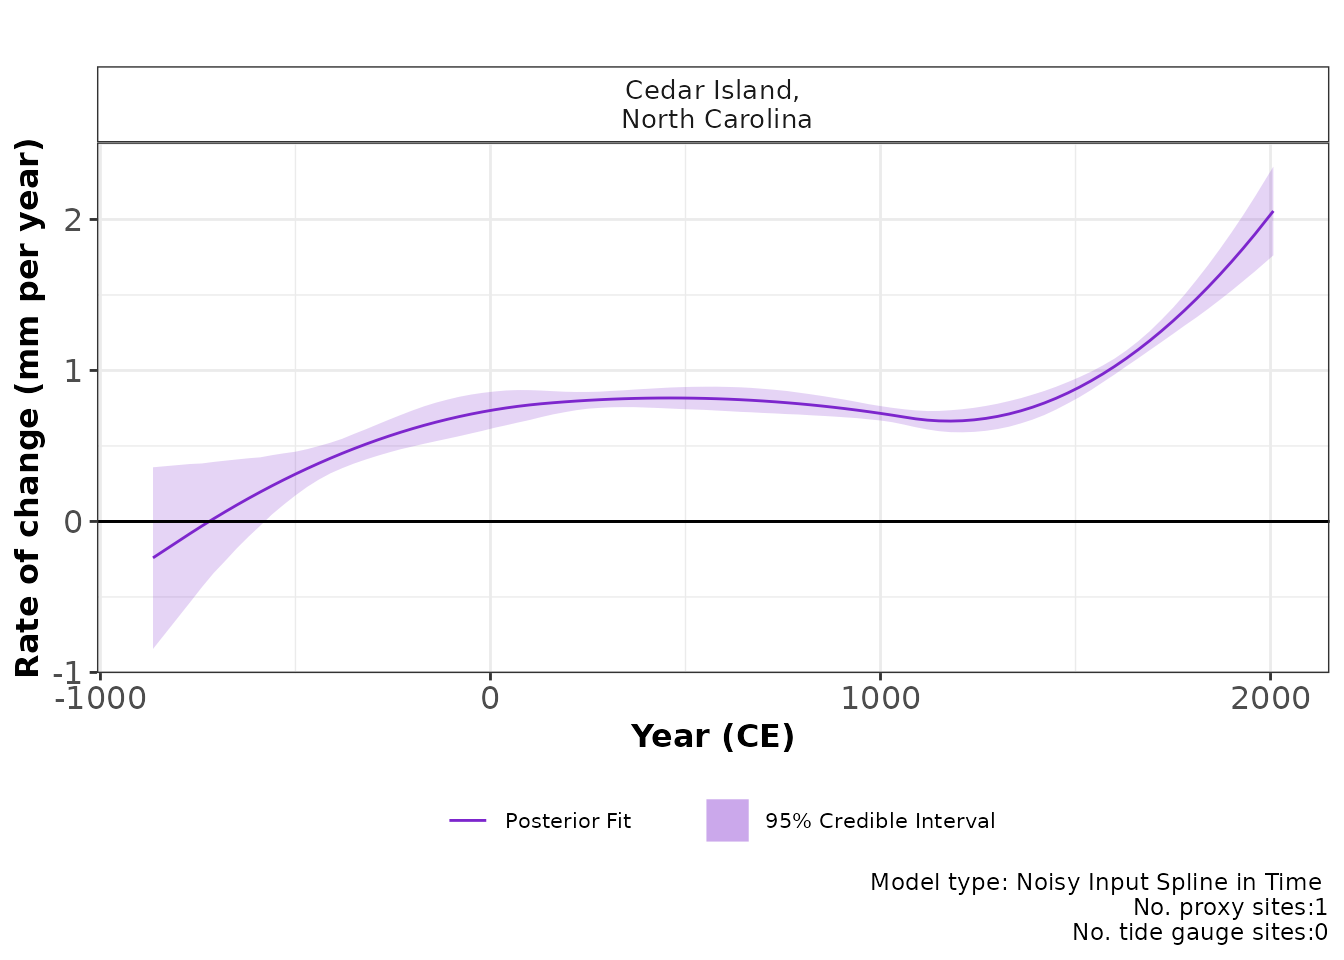 Cedar Island,
North Carolina
Rate of change (mm per year)
2
1
0
-1
-1000 0 1000 2000
Year (CE)
Posterior Fit 95% Credible Interval
Model type: Noisy Input Spline in Time
No. proxy sites:1
No. tide gauge sites:0